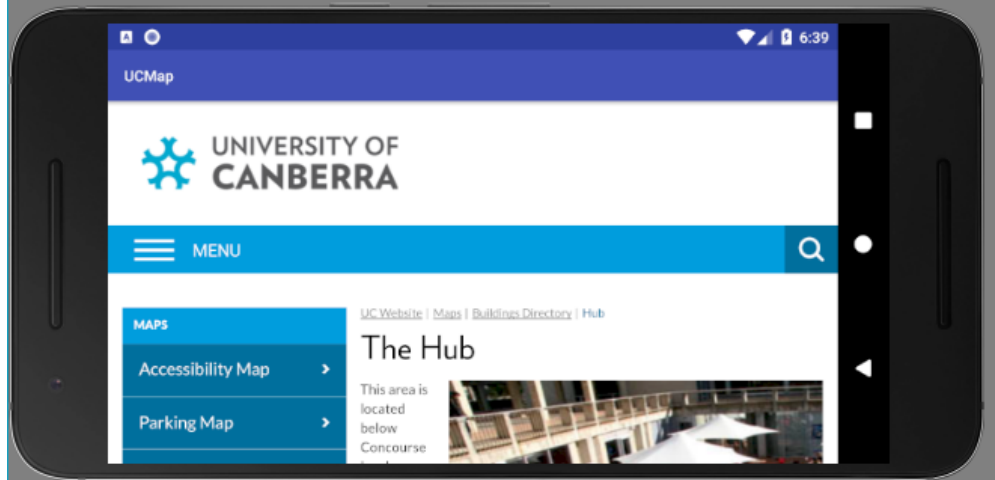 6:39
UCMap
UNIVERSITY OF
CANBERRA
MENU
MAPS
Accessibility Map
Parking Map
UC Website | Maps | Buildings Directory | Hub
The Hub
This area is
located
below
Concourse